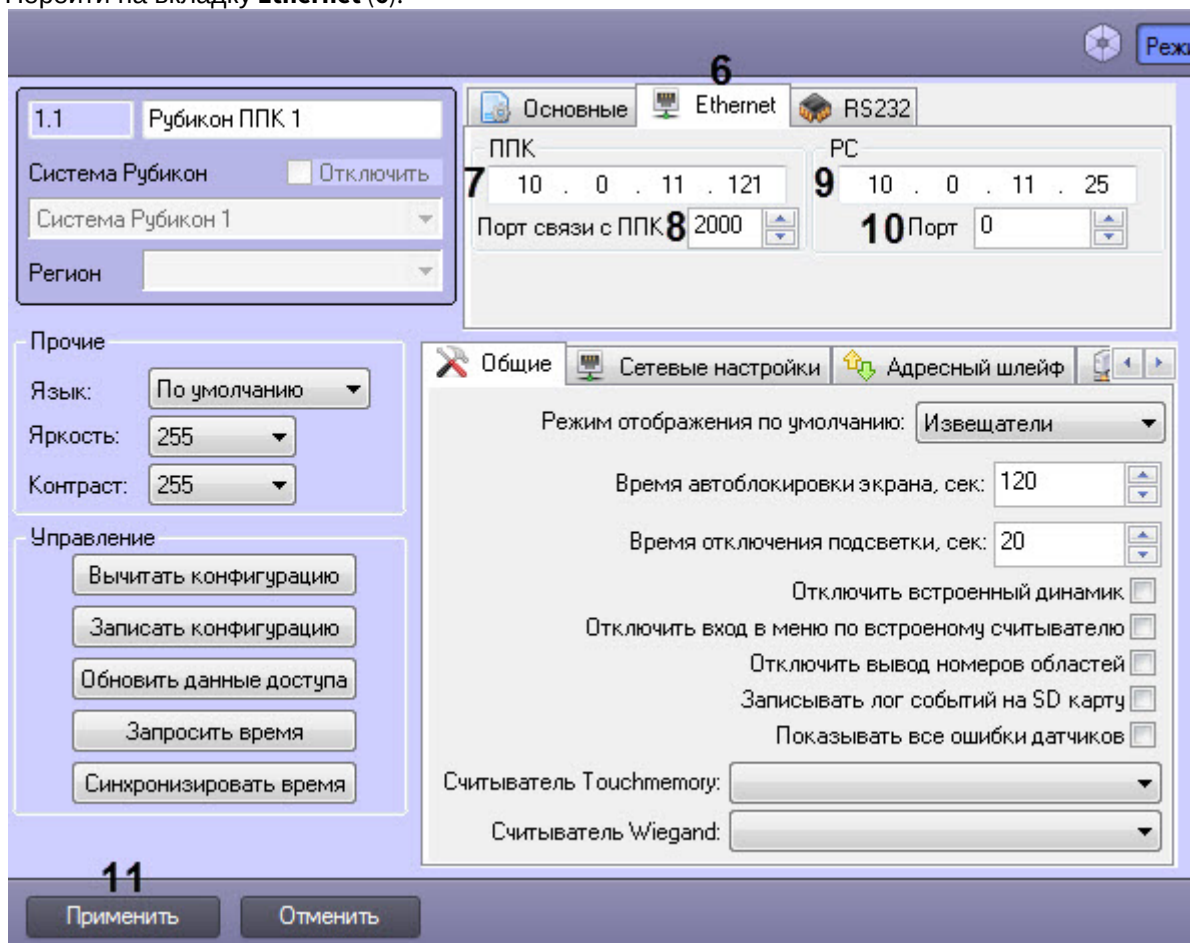 Перейти на вкладку Ethernet (6).
Режи
6
1.1 Рубикон ППК 1
Система Рубикон Отключить
Система Рубикон 1
Регион
Основные Ethernet RS232
ППК PC
7 10 . 0 . 11 . 121 9 10 . 0 . 11 . 25
Порт связи с ППК 8 2000 10 Порт 0
Прочие
Язык: По умолчанию
Яркость: 255
Контраст: 255
Управление
Вычитать конфигурацию
Записать конфигурацию
Обновить данные доступа
Запросить время
Синхронизировать время
Общие Сетевые настройки Адресный шлейф
Режим отображения по умолчанию: Извещатели
Время автоблокировки экрана, сек: 120
Время отключения подсветки, сек: 20
Отключить встроенный динамик
Отключить вход в меню по встроеному считывателю
Отключить вывод номеров областей
Записывать лог событий на SD карту
Показывать все ошибки датчиков
Считыватель Touchmemory:
Считыватель Wiegand:
11
Применить Отменить